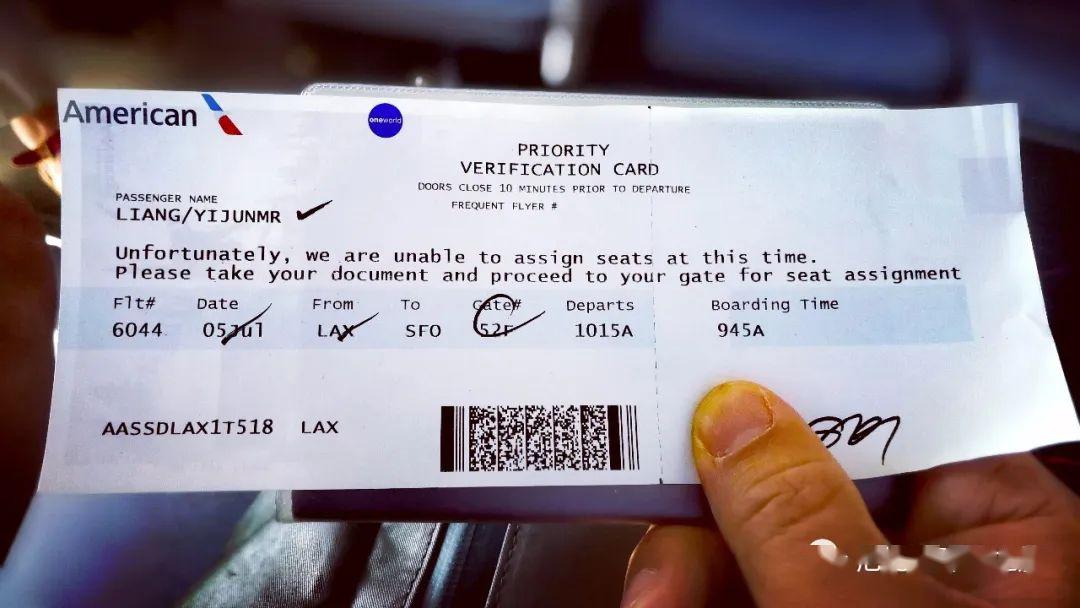 American
oneworld
PRIORITY
VERIFICATION CARD
DOORS CLOSE 10 MINUTES PRIOR TO DEPARTURE
FREQUENT FLYER #
PASSENGER NAME
LIANG/YIJUNMR
Unfortunately, we are unable to assign seats at this time.
Please take your document and proceed to your gate for seat assignment
Flt# Date From To Gate# Departs Boarding Time
6044 05Jul LAX SFO 52F 1015A 945A
AASSDLAX1T518 LAX